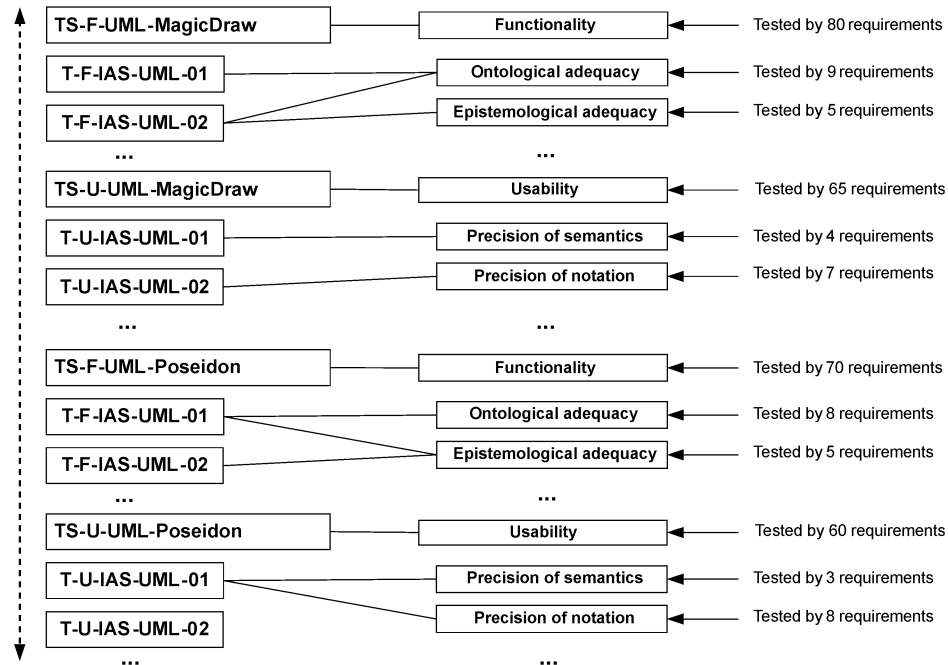 TS-F-UML-MagicDraw Functionality Tested by 80 requirements
T-F-IAS-UML-01 Ontological adequacy Tested by 9 requirements
T-F-IAS-UML-02 Epistemological adequacy Tested by 5 requirements
... ...
TS-U-UML-MagicDraw Usability Tested by 65 requirements
T-U-IAS-UML-01 Precision of semantics Tested by 4 requirements
T-U-IAS-UML-02 Precision of notation Tested by 7 requirements
... ...
TS-F-UML-Poseidon Functionality Tested by 70 requirements
T-F-IAS-UML-01 Ontological adequacy Tested by 8 requirements
T-F-IAS-UML-02 Epistemological adequacy Tested by 5 requirements
... ...
TS-U-UML-Poseidon Usability Tested by 60 requirements
T-U-IAS-UML-01 Precision of semantics Tested by 3 requirements
T-U-IAS-UML-02 Precision of notation Tested by 8 requirements
... ...